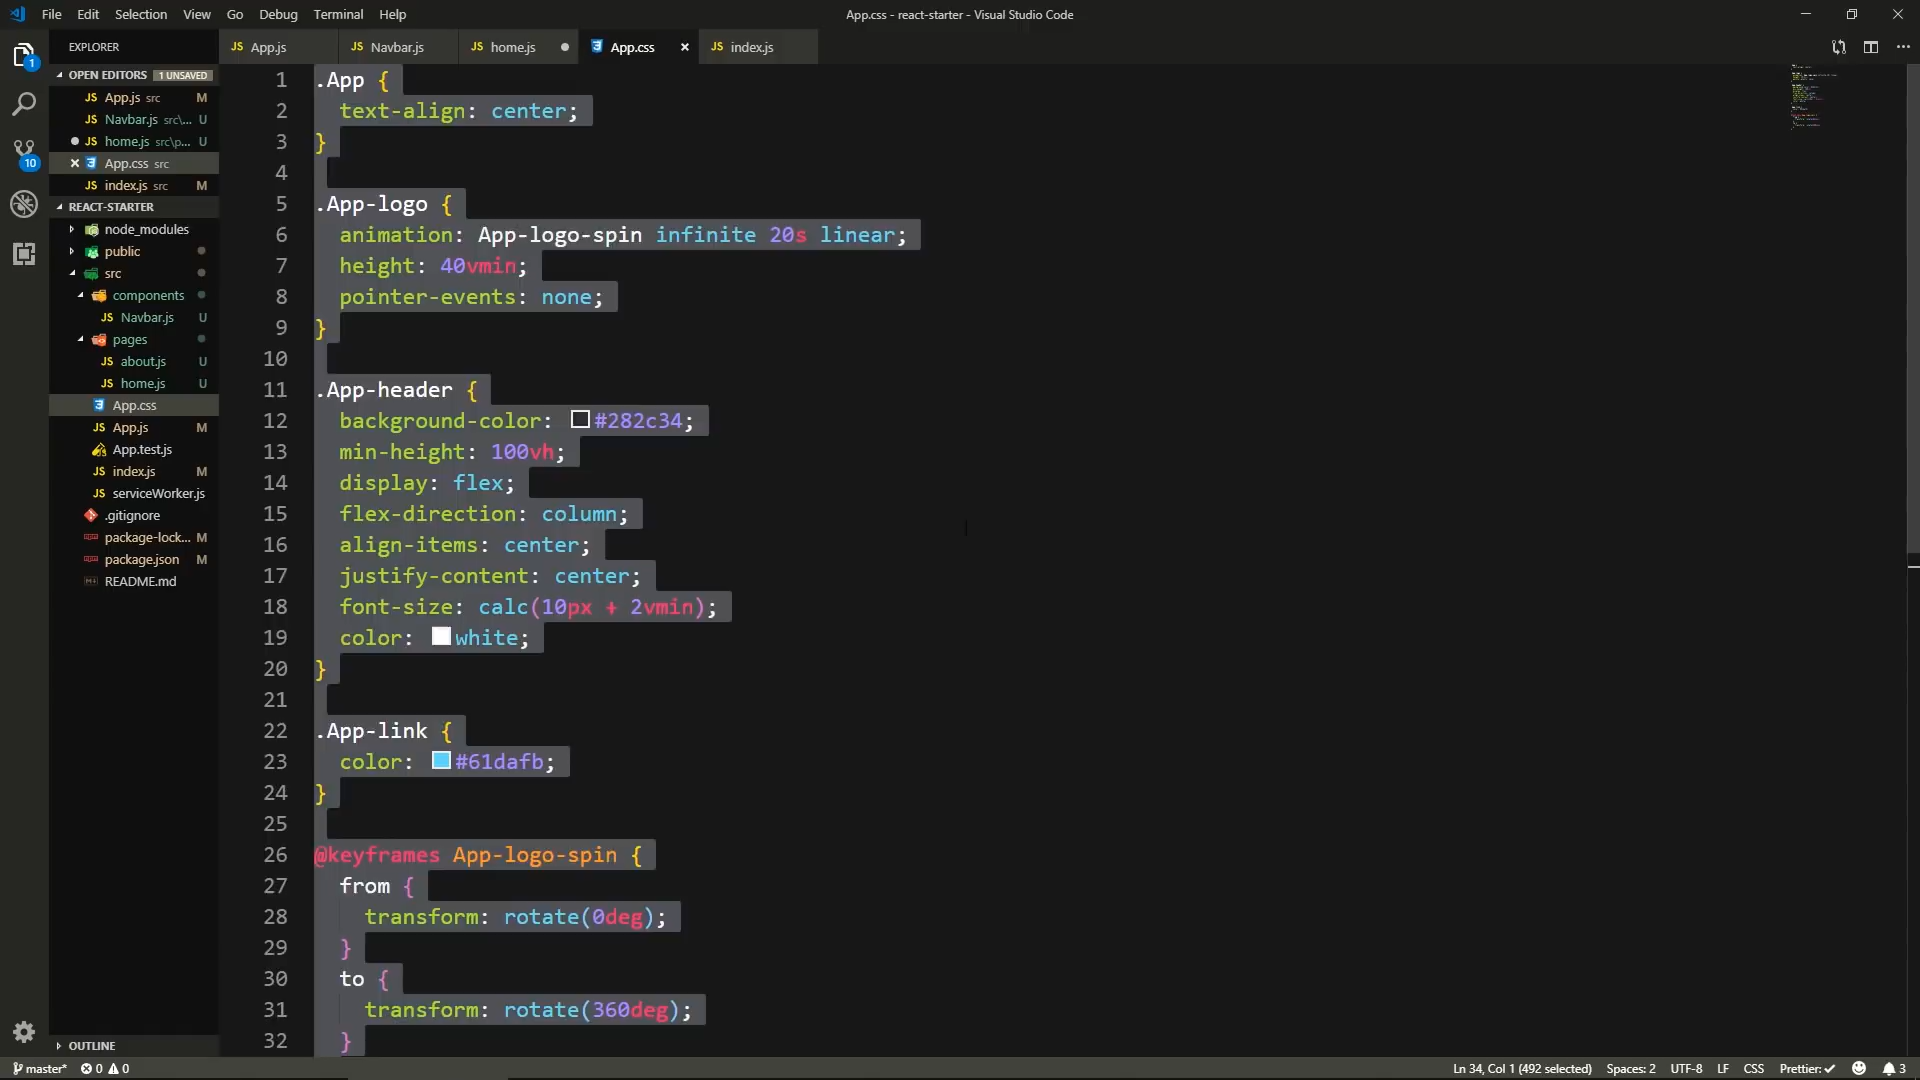 File Edit Selection View Go Debug Terminal Help
App.css - react-starter - Visual Studio Code
EXPLORER
JS App.js
JS Navbar.js
JS home.js
App.css
JS index.js
OPEN EDITORS 1 UNSAVED
JS App.js src M
JS Navbar.js src\... U
JS home.js src\p... U
App.css src
JS index.js src M
REACT-STARTER
node_modules
public
src
components
JS Navbar.js U
pages
JS about.js U
JS home.js U
App.css
JS App.js M
App.test.js
JS index.js M
JS serviceWorker.js
.gitignore
package-lock... M
package.json M
README.md
OUTLINE
1
10
1 .App {
2 text-align: center;
3 }
4
5 .App-logo {
6 animation: App-logo-spin infinite 20s linear;
7 height: 40vmin;
8 pointer-events: none;
9 }
10
11 .App-header {
12 background-color: #282c34;
13 min-height: 100vh;
14 display: flex;
15 flex-direction: column;
16 align-items: center;
17 justify-content: center;
18 font-size: calc(10px + 2vmin);
19 color: white;
20 }
21
22 .App-link {
23 color: #61dafb;
24 }
25
26 @keyframes App-logo-spin {
27 from {
28 transform: rotate(0deg);
29 }
30 to {
31 transform: rotate(360deg);
32 }
master* 0 0
Ln 34, Col 1 (492 selected) Spaces: 2 UTF-8 LF CSS Prettier: 3